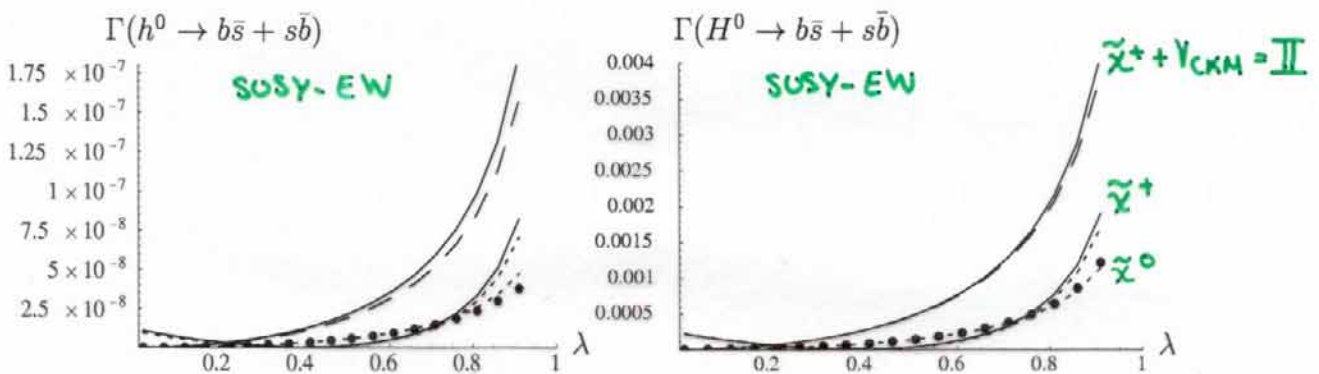 Γ(h⁰ → bs̄ + sb̄)
SUSY-EW
1.75 × 10⁻⁷
1.5 × 10⁻⁷
1.25 × 10⁻⁷
1 × 10⁻⁷
7.5 × 10⁻⁸
5 × 10⁻⁸
2.5 × 10⁻⁸
0.2 0.4 0.6 0.8 1 λ
Γ(H⁰ → bs̄ + sb̄)
SUSY-EW
0.004
0.0035
0.003
0.0025
0.002
0.0015
0.001
0.0005
0.2 0.4 0.6 0.8 1 λ
χ̃⁺ + V_CKM = II
χ̃⁺
χ̃⁰